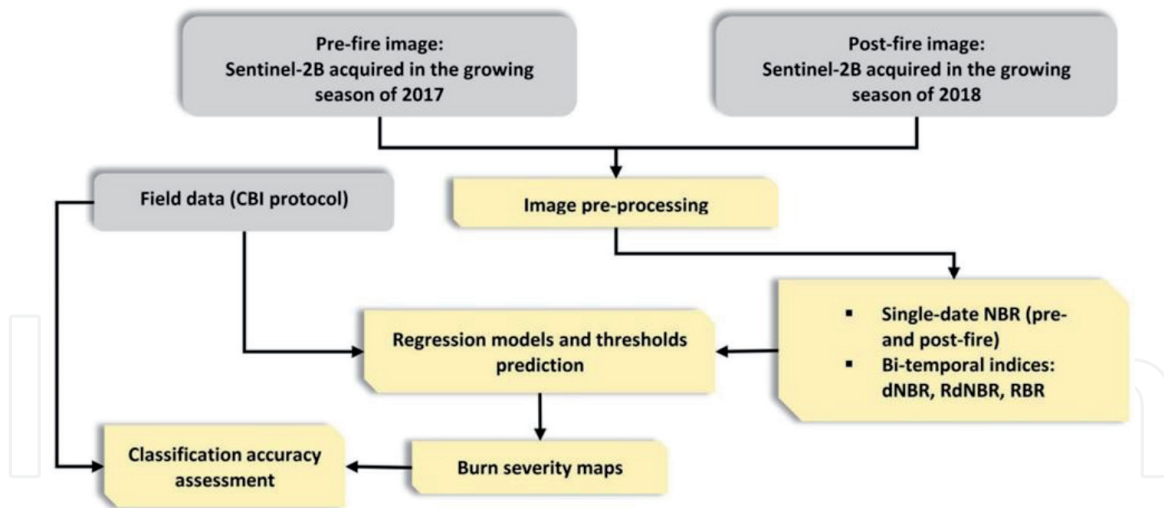 Pre-fire image:
Sentinel-2B acquired in the growing
season of 2017
Post-fire image:
Sentinel-2B acquired in the growing
season of 2018
Field data (CBI protocol)
Image pre-processing
▪ Single-date NBR (pre-
and post-fire)
▪ Bi-temporal indices:
dNBR, RdNBR, RBR
Regression models and thresholds
prediction
Classification accuracy
assessment
Burn severity maps